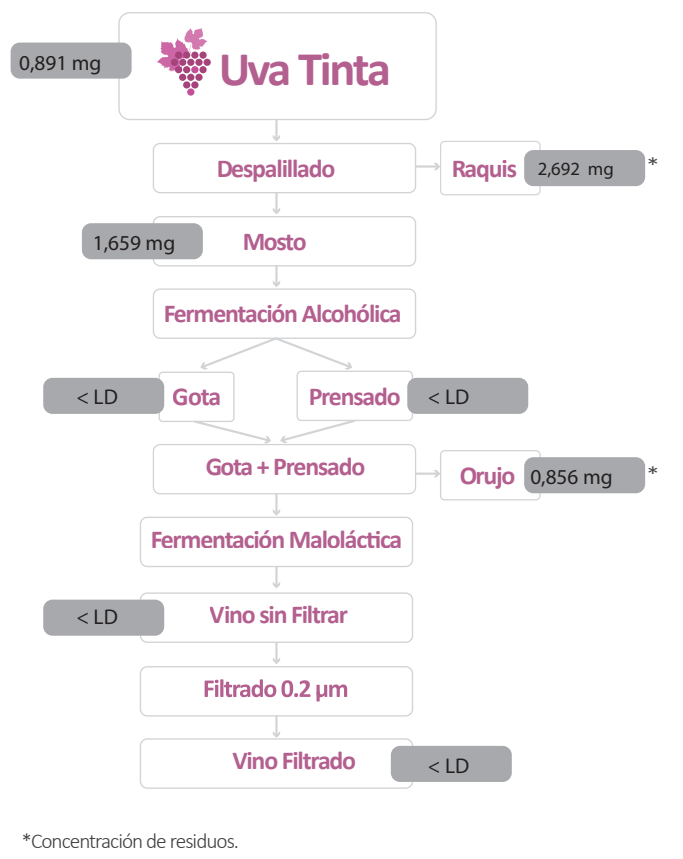 0,891 mg
Uva Tinta
Despalillado
Raquis
2,692 mg
*
1,659 mg
Mosto
Fermentación Alcohólica
< LD
Gota
Prensado
< LD
Gota + Prensado
Orujo
0,856 mg
*
Fermentación Maloláctica
< LD
Vino sin Filtrar
Filtrado 0.2 µm
Vino Filtrado
< LD
*Concentración de residuos.